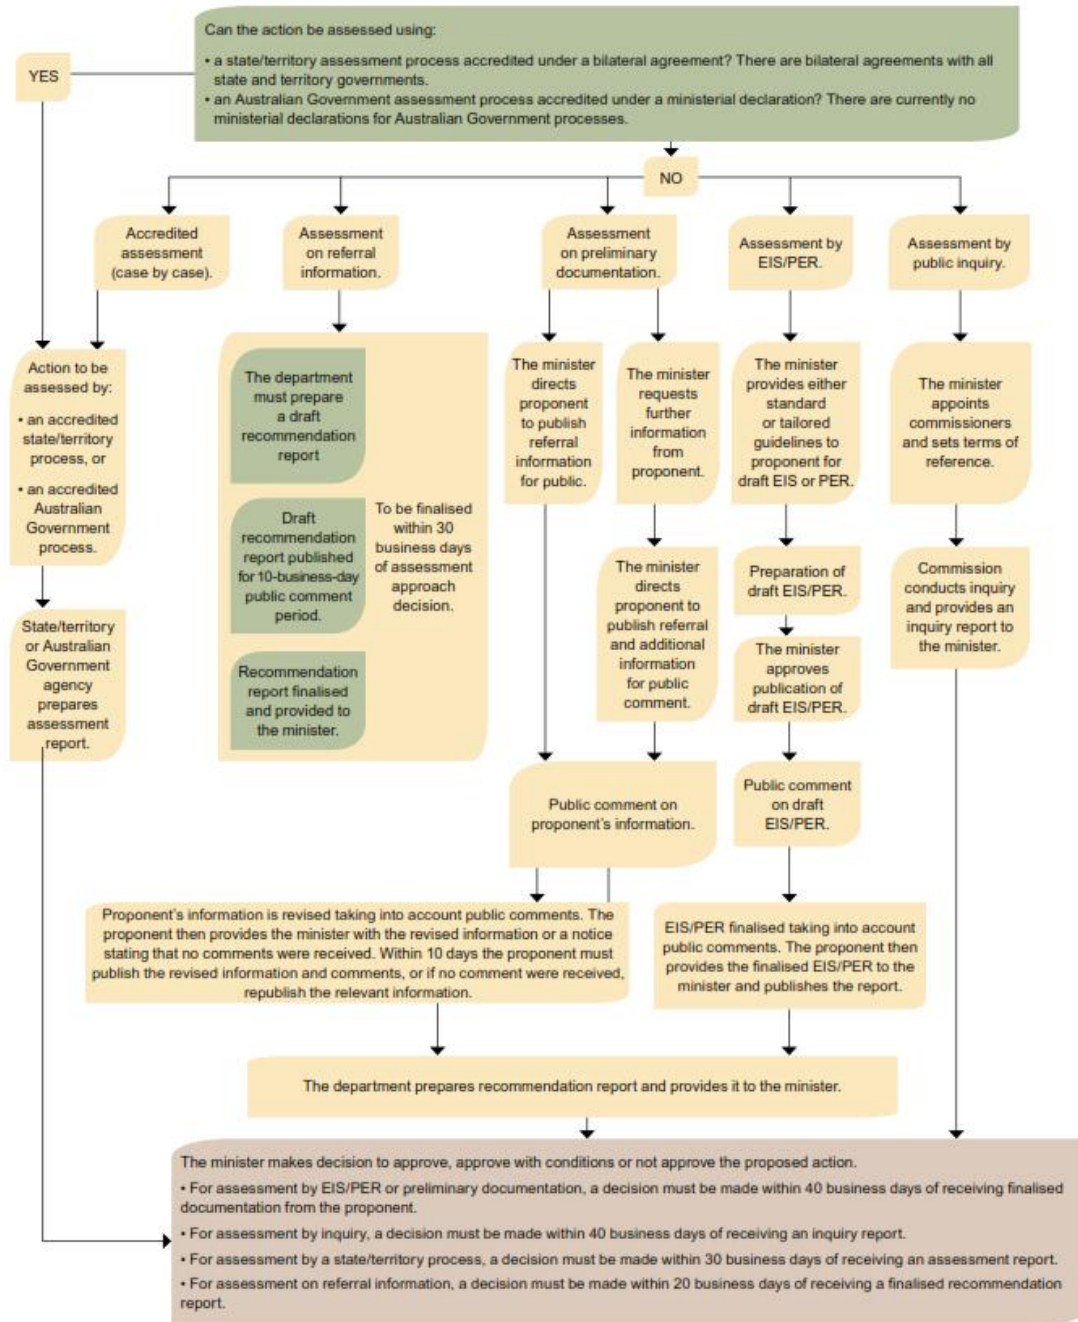 Can the action be assessed using:
• a state/territory assessment process accredited under a bilateral agreement? There are bilateral agreements with all
state and territory governments.
• an Australian Government assessment process accredited under a ministerial declaration? There are currently no
ministerial declarations for Australian Government processes.
YES
NO
Accredited
assessment
(case by case).
Assessment
on referral
information.
Assessment
on preliminary
documentation.
Assessment by
EIS/PER.
Assessment by
public inquiry.
Action to be
assessed by:
• an accredited
state/territory
process, or
• an accredited
Australian
Government
process.
State/territory
or Australian
Government
agency
prepares
assessment
report.
The department
must prepare
a draft
recommendation
report
Draft
recommendation
report published
for 10-business-day
public comment
period.
Recommendation
report finalised
and provided to
the minister.
To be finalised
within 30
business days
of assessment
approach
decision.
The minister
directs
proponent
to publish
referral
information
for public.
The minister
requests
further
information
from
proponent.
The minister
directs
proponent to
publish referral
and additional
information
for public
comment.
Public comment on
proponent's information.
The minister
provides either
standard
or tailored
guidelines to
proponent for
draft EIS or PER.
Preparation of
draft EIS/PER.
The minister
approves
publication of
draft EIS/PER.
Public comment
on draft
EIS/PER.
The minister
appoints
commissioners
and sets terms of
reference.
Commission
conducts inquiry
and provides an
inquiry report to
the minister.
Proponent's information is revised taking into account public comments. The
proponent then provides the minister with the revised information or a notice
stating that no comments were received. Within 10 days the proponent must
publish the revised information and comments, or if no comment were received,
republish the relevant information.
EIS/PER finalised taking into account
public comments. The proponent then
provides the finalised EIS/PER to the
minister and publishes the report.
The department prepares recommendation report and provides it to the minister.
The minister makes decision to approve, approve with conditions or not approve the proposed action.
• For assessment by EIS/PER or preliminary documentation, a decision must be made within 40 business days of receiving finalised
documentation from the proponent.
• For assessment by inquiry, a decision must be made within 40 business days of receiving an inquiry report.
• For assessment by a state/territory process, a decision must be made within 30 business days of receiving an assessment report.
• For assessment on referral information, a decision must be made within 20 business days of receiving a finalised recommendation
report.